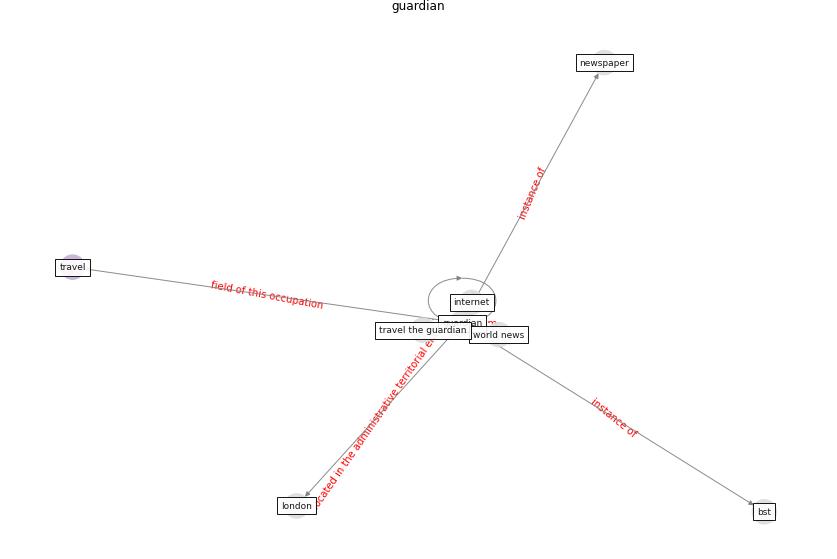 guardian
newspaper
instance of
travel
field of this occupation
internet
guardian
travel the guardian
world news
located in the administrative territorial
instance of
london
bst